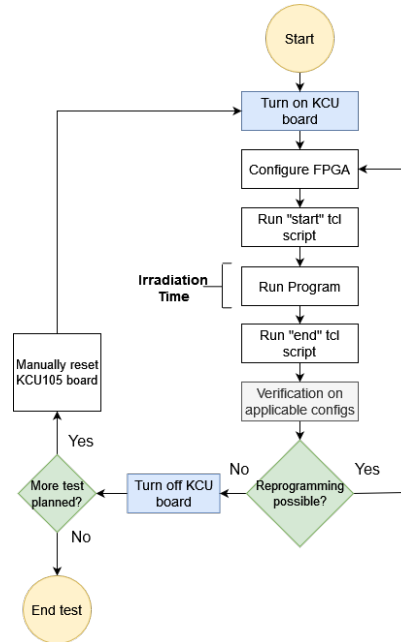 Start
Turn on KCU
board
Configure FPGA
Run "start" tcl
script
Irradiation
Time
Run Program
Run "end" tcl
script
Manually reset
KCU105 board
Verification on
applicable configs
Yes
No
Yes
More test
planned?
Turn off KCU
board
Reprogramming
possible?
No
End test